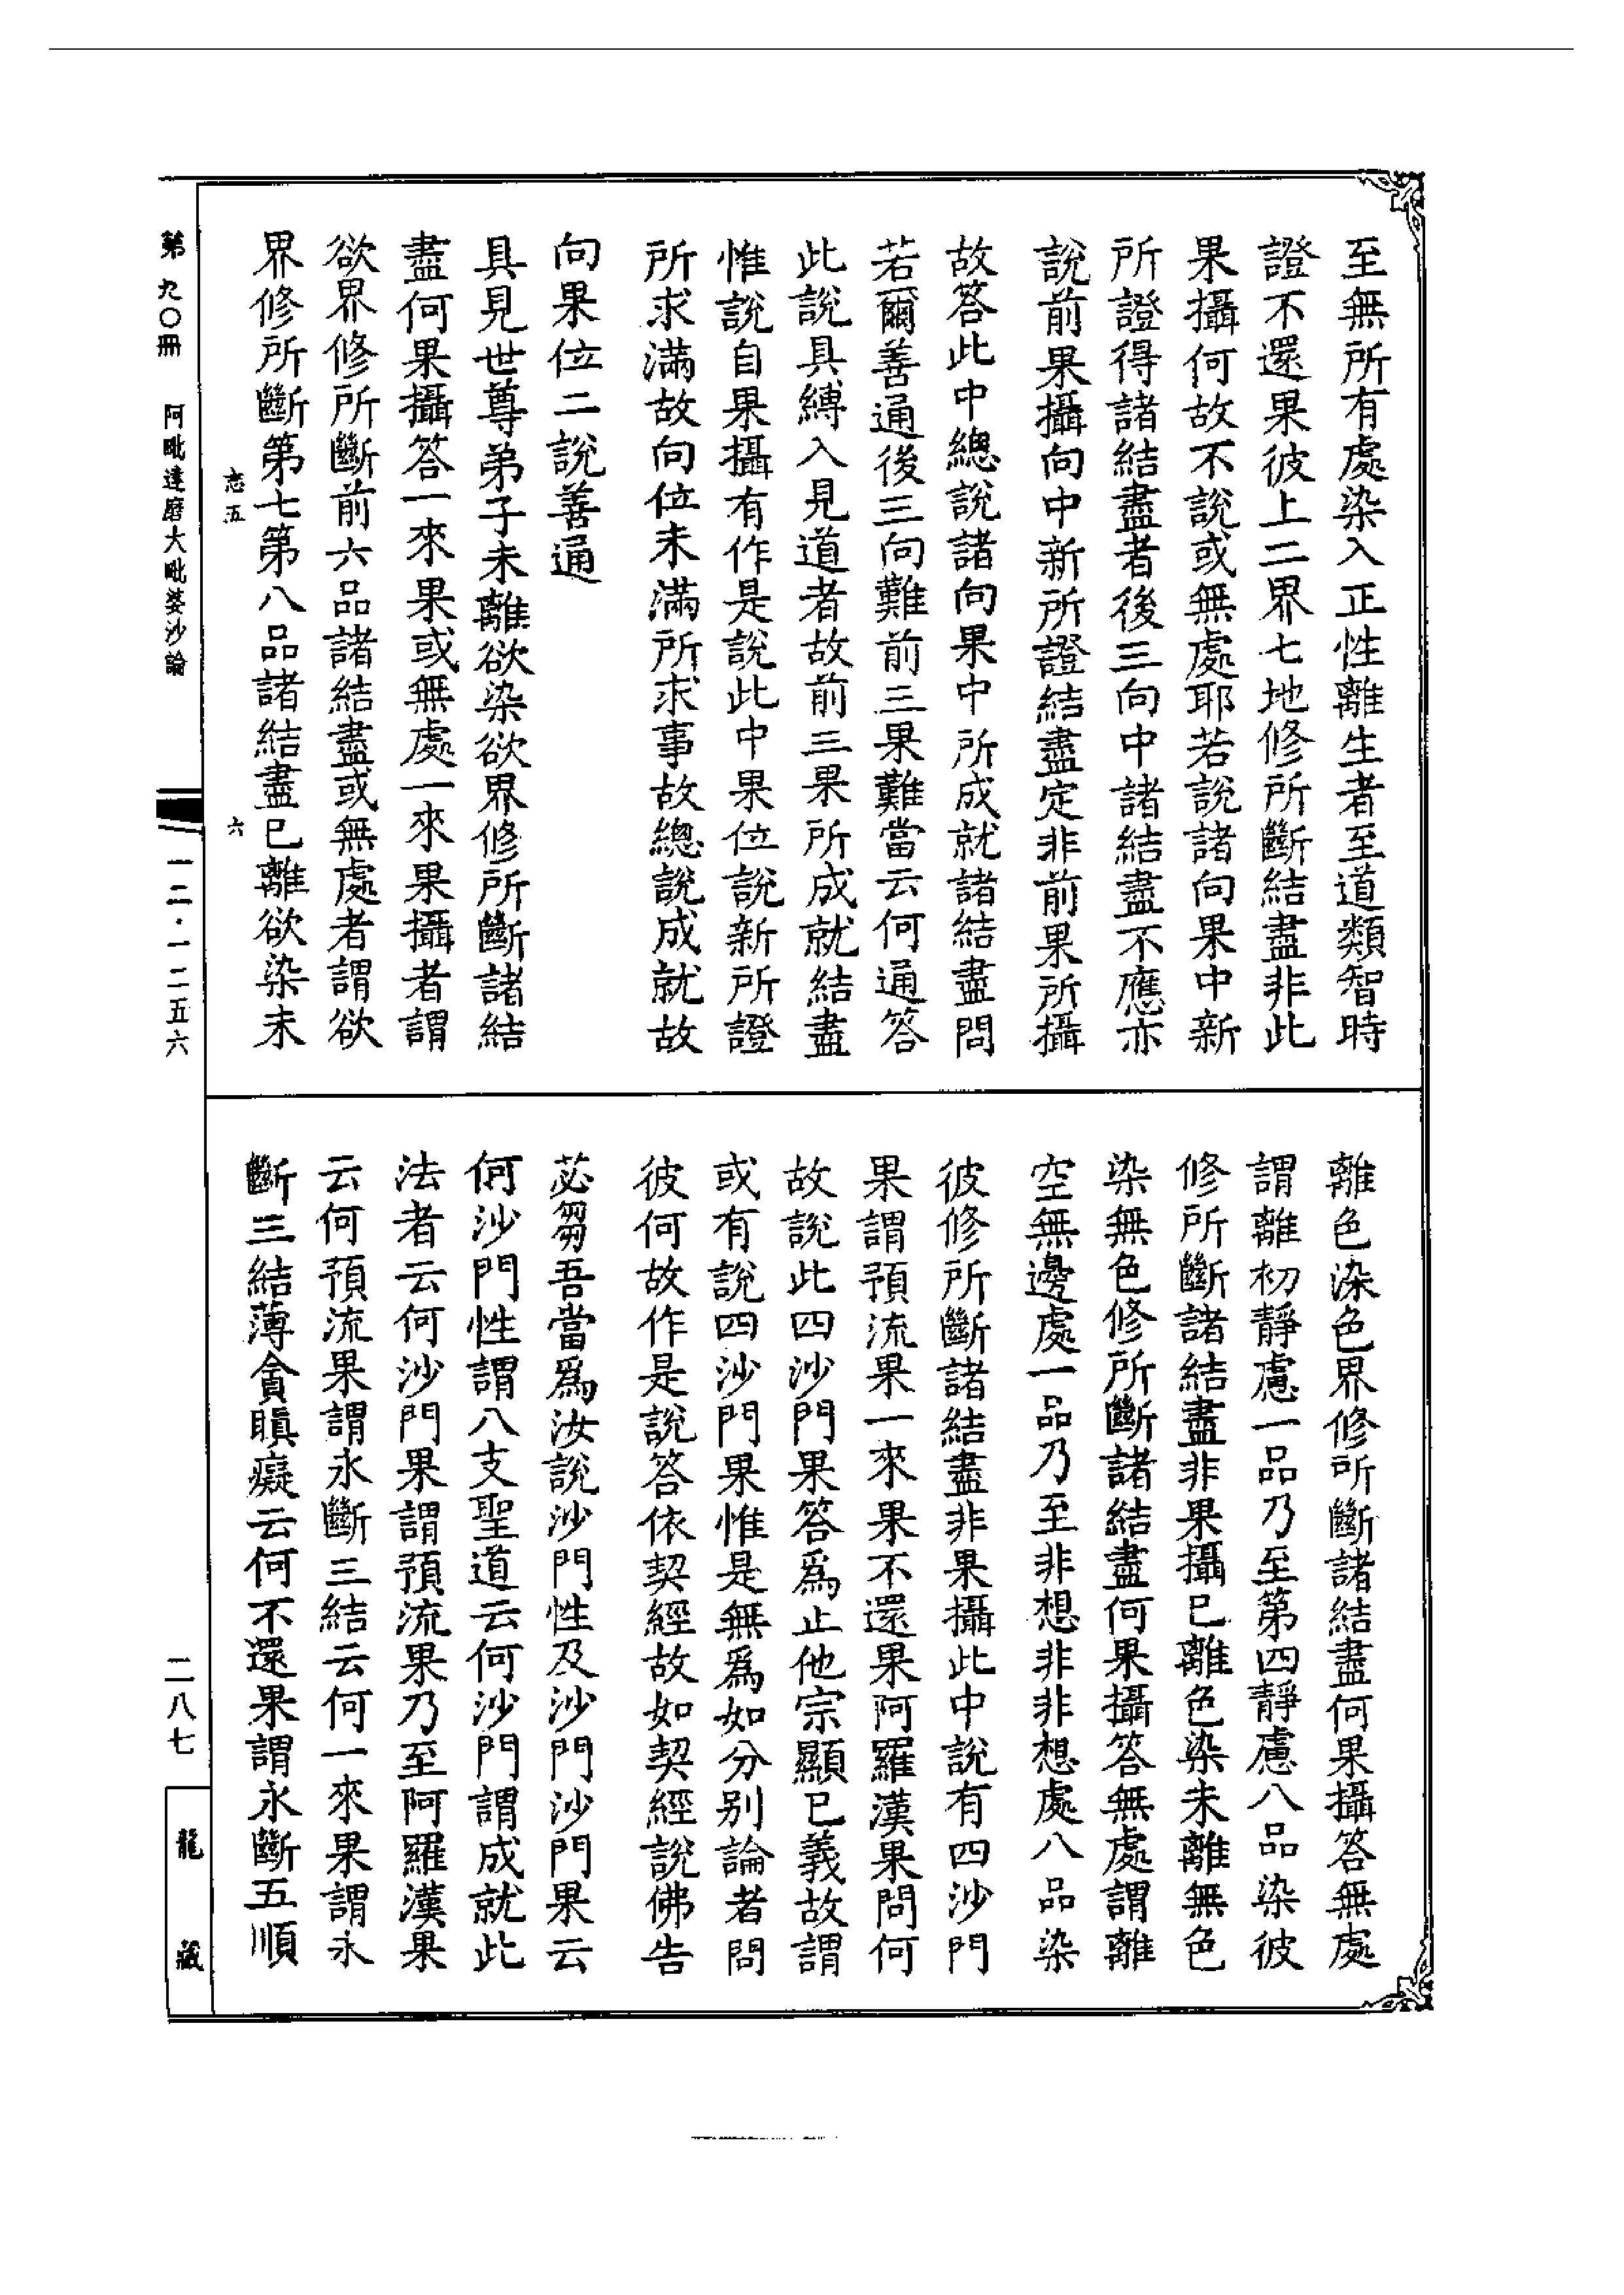 至無所有處染入正性離生者至道類智時
證不還果彼上二界七地修所斷結盡非此
果攝何故不說或無處耶若說諸向果中新
所證得諸結盡者後三向中諸結盡不應亦
說前果攝向中新所證結盡定非前果所攝
故答此中總說諸向果中所成就諸結盡問
若爾善通後三向難前三果難當云何通答
此說具縛入見道者故前三果所成就結盡
惟說自果攝有作是說此中果位說新所證
所求滿故向位未滿所求事故總說成就故
向果位二說善通
具見世尊弟子未離欲染欲界修所斷諸結
盡何果攝答一來果或無處一來果攝者謂
欲界修所斷前六品諸結盡或無處者謂欲
界修所斷第七第八品諸結盡已離欲染未
離色染色界修所斷諸結盡何果攝答無處
謂離初靜慮一品乃至第四靜慮八品染彼
修所斷諸結盡非果攝已離色染未離無色
染無色修所斷諸結盡何果攝答無處謂離
空無邊處一品乃至非想非非想處八品染
彼修所斷諸結盡非果攝此中說有四沙門
果謂預流果一來果不還果阿羅漢果問何
故說此四沙門果答爲止他宗顯已義故謂
或有說四沙門果惟是無爲如分別論者問
彼何故作是說答依契經故如契經說佛告
苾芻吾當爲汝說沙門性及沙門沙門果云
何沙門性謂八支聖道云何沙門謂成就此
法者云何沙門果謂預流果乃至阿羅漢果
云何預流果謂永斷三結云何一來果謂永
斷三結薄貪瞋癡云何不還果謂永斷五順
志五
六
第九〇冊
阿毗達磨大毗婆沙論
一二·一二五六
二八七
龍藏